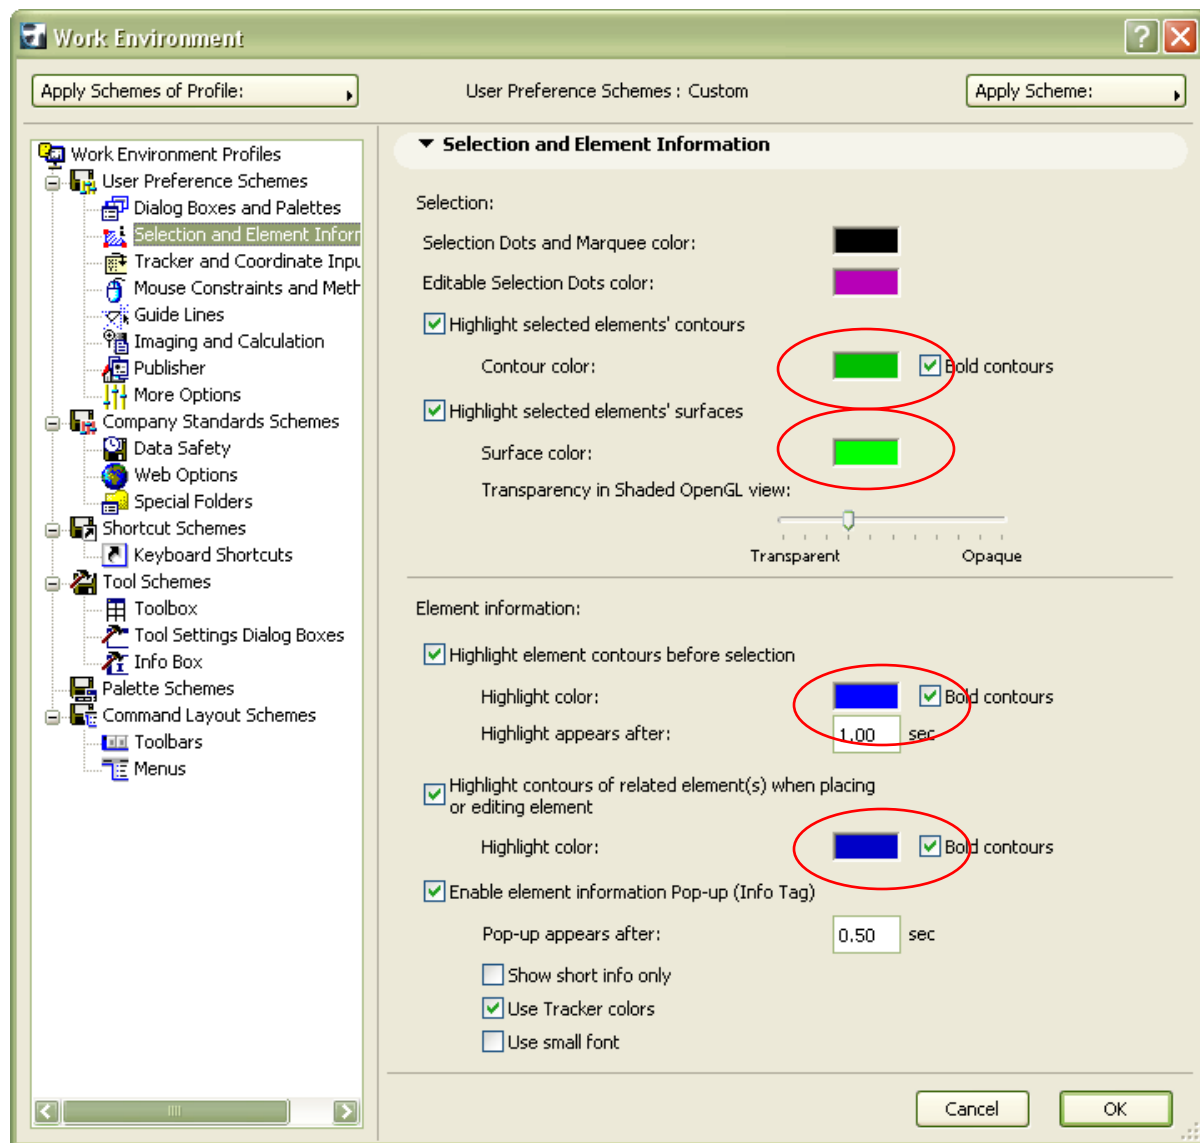 Work Environment
Apply Schemes of Profile:
User Preference Schemes : Custom
Apply Scheme:
Work Environment Profiles
User Preference Schemes
Dialog Boxes and Palettes
Selection and Element Inforr
Tracker and Coordinate Inpu
Mouse Constraints and Meth
Guide Lines
Imaging and Calculation
Publisher
More Options
Company Standards Schemes
Data Safety
Web Options
Special Folders
Shortcut Schemes
Keyboard Shortcuts
Tool Schemes
Toolbox
Tool Settings Dialog Boxes
Info Box
Palette Schemes
Command Layout Schemes
Toolbars
Menus
Selection and Element Information
Selection:
Selection Dots and Marquee color:
Editable Selection Dots color:
Highlight selected elements' contours
Contour color:
Bold contours
Highlight selected elements' surfaces
Surface color:
Transparency in Shaded OpenGL view:
Transparent
Opaque
Element information:
Highlight element contours before selection
Highlight color:
Bold contours
Highlight appears after:
1.00 sec
Highlight contours of related element(s) when placing
or editing element
Highlight color:
Bold contours
Enable element information Pop-up (Info Tag)
Pop-up appears after:
0.50 sec
Show short info only
Use Tracker colors
Use small font
Cancel
OK